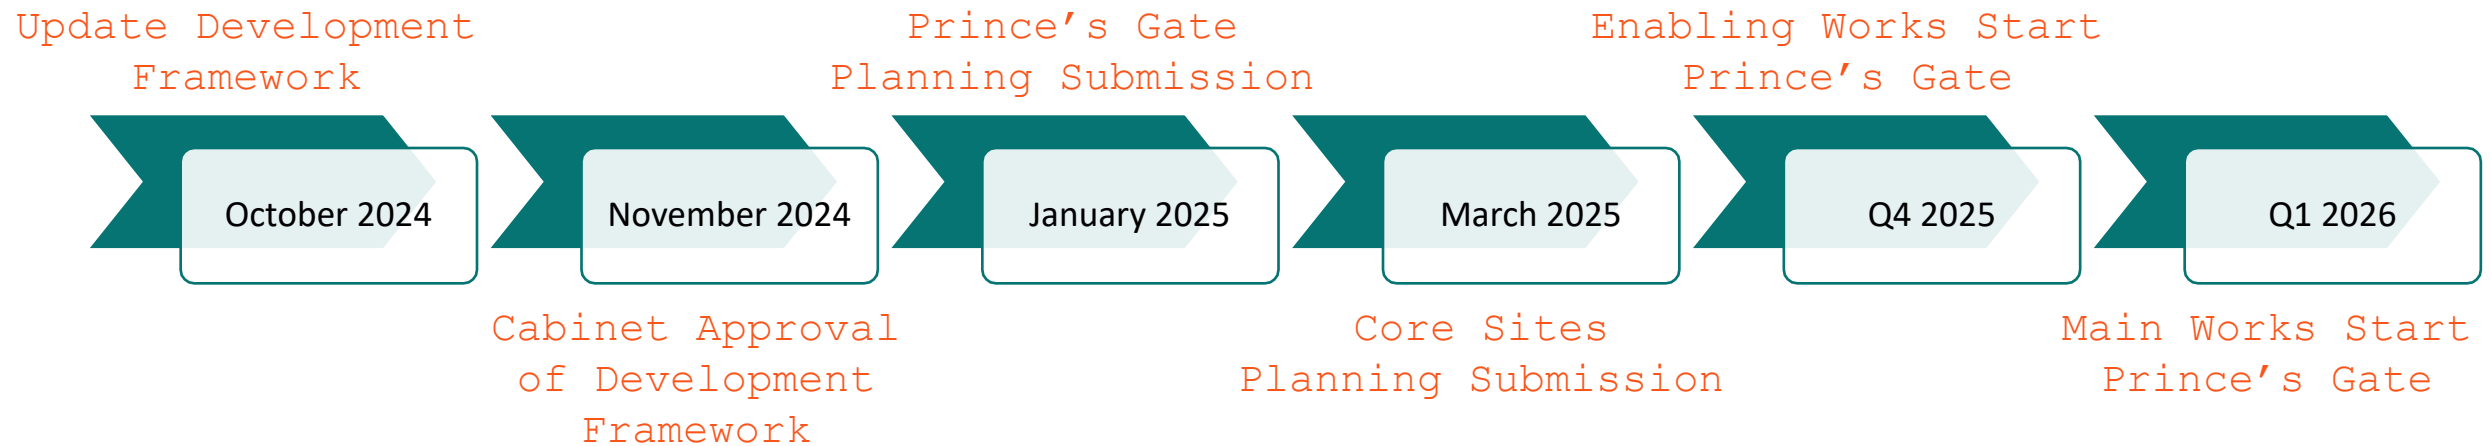 Update Development
Framework
October 2024
November 2024
Cabinet Approval
of Development
Framework
Prince’s Gate
Planning Submission
January 2025
March 2025
Core Sites
Planning Submission
Enabling Works Start
Prince’s Gate
Q4 2025
Q1 2026
Main Works Start
Prince’s Gate